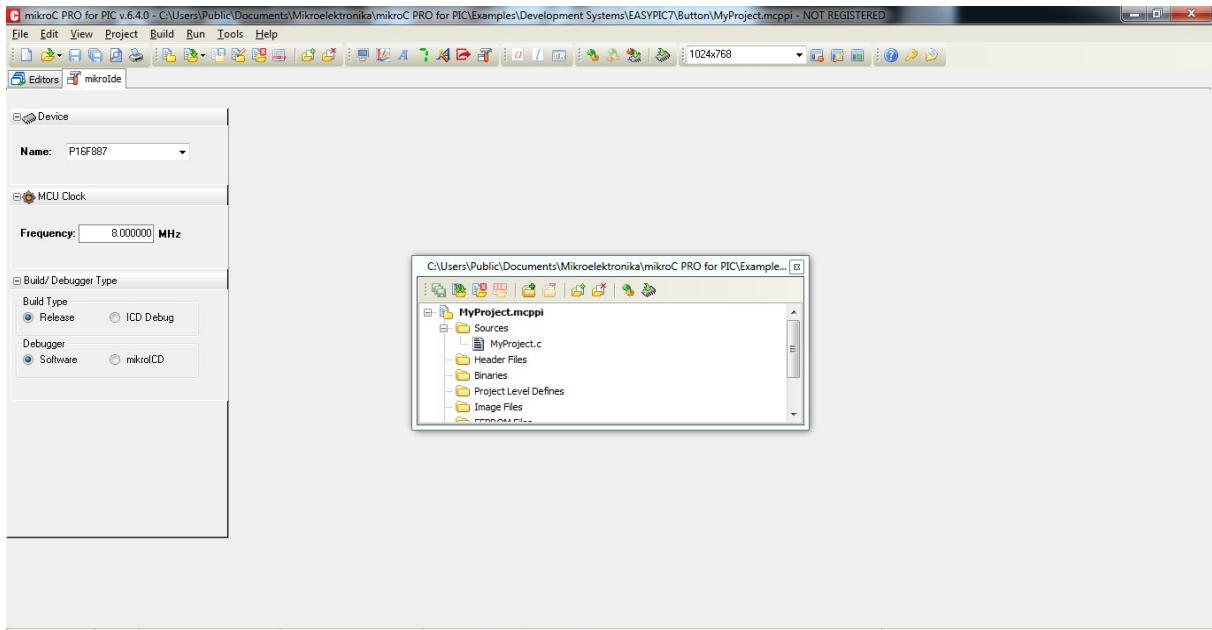 mikroC PRO for PIC v.6.4.0 - C:\Users\Public\Documents\Mikroelektronika\mikroC PRO for PIC\Examples\Development Systems\EASYPIC7\Button\MyProject.mcppi - NOT REGISTERED
File Edit View Project Build Run Tools Help
1024x768
Editors mikroIde
Device
Name: P16F887
MCU Clock
Frequency: 8.000000 MHz
Build/Debugger Type
Build Type
Release ICD Debug
Debugger
Software mikroICD
C:\Users\Public\Documents\Mikroelektronika\mikroC PRO for PIC\Example...
MyProject.mcppi
Sources
MyProject.c
Header Files
Binaries
Project Level Defines
Image Files
EEPROM Files